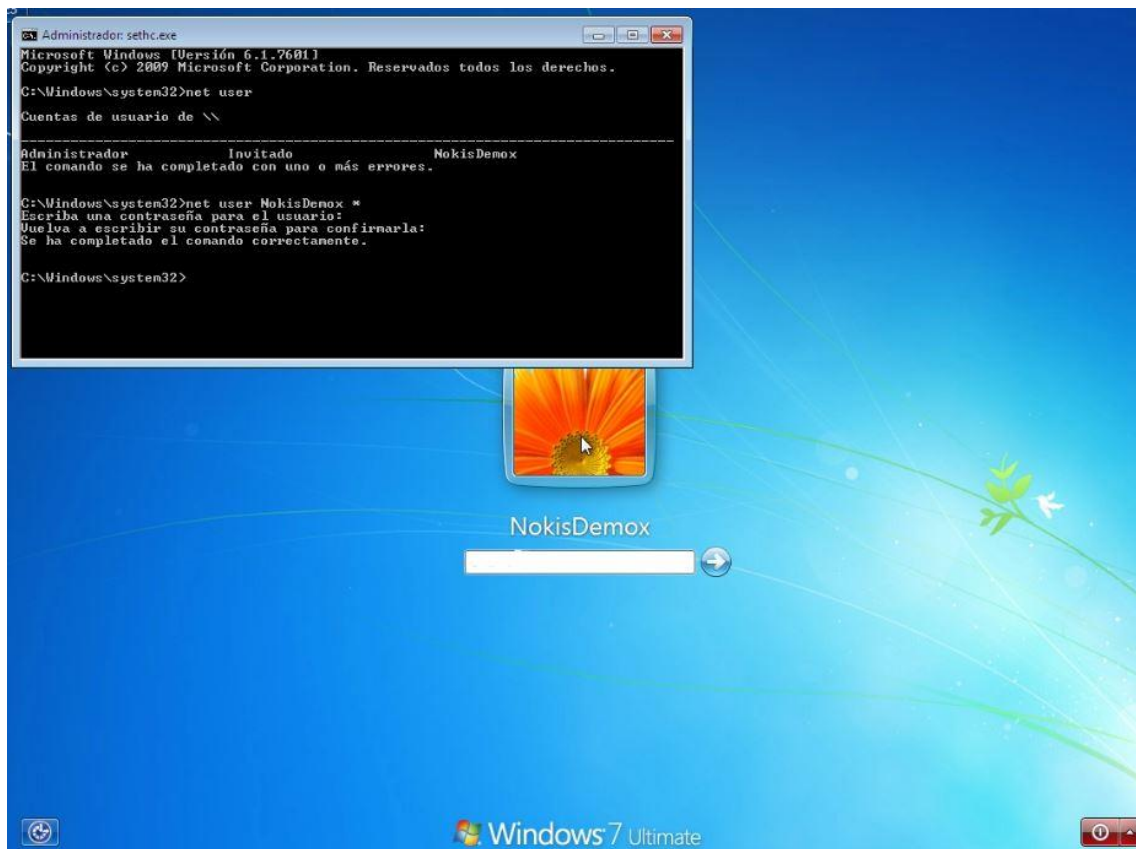 Administrador: sethc.exe
Microsoft Windows [Versión 6.1.7601]
Copyright (c) 2009 Microsoft Corporation. Reservados todos los derechos.
C:\Windows\system32>net user
Cuentas de usuario de \\
Administrador Invitado NokisDemox
El comando se ha completado con uno o más errores.
C:\Windows\system32>net user NokisDemox *
Escriba una contraseña para el usuario:
Vuelva a escribir su contraseña para confirmarla:
Se ha completado el comando correctamente.
C:\Windows\system32>
NokisDemox
Windows 7 Ultimate